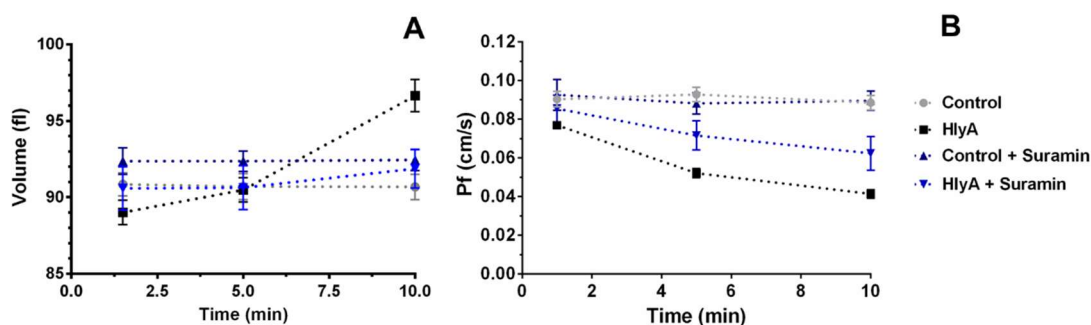 A
100
95
90
85
Volume (fl)
0.0 2.5 5.0 7.5 10.0
Time (min)
B
0.12
0.10
0.08
0.06
0.04
0.02
0.00
Pf (cm/s)
0 2 4 6 8 10
Time (min)
Control
HlyA
Control + Suramin
HlyA + Suramin